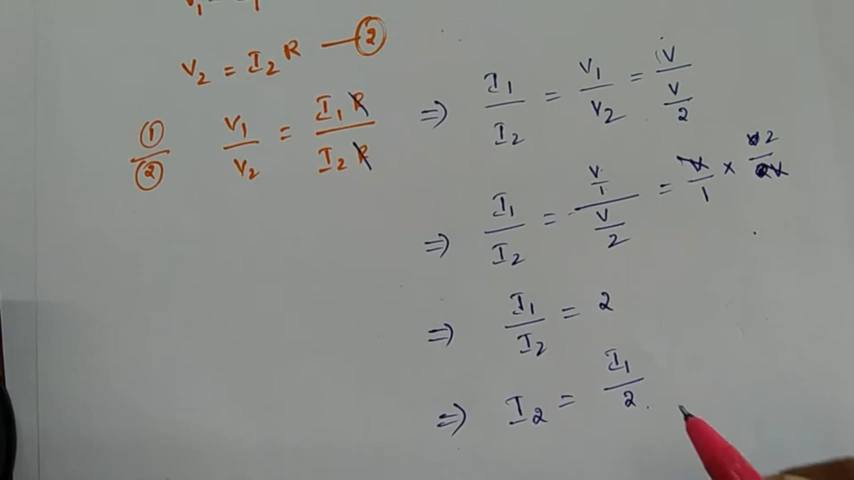 V₂ = I₂ R — ②
①/② V₁/V₂ = I₁R/I₂R ⇒ I₁/I₂ = V₁/V₂ = V/(V/2)
⇒ I₁/I₂ = (V/1)/(V/2) = V/1 × 2/V
⇒ I₁/I₂ = 2
⇒ I₂ = I₁/2.